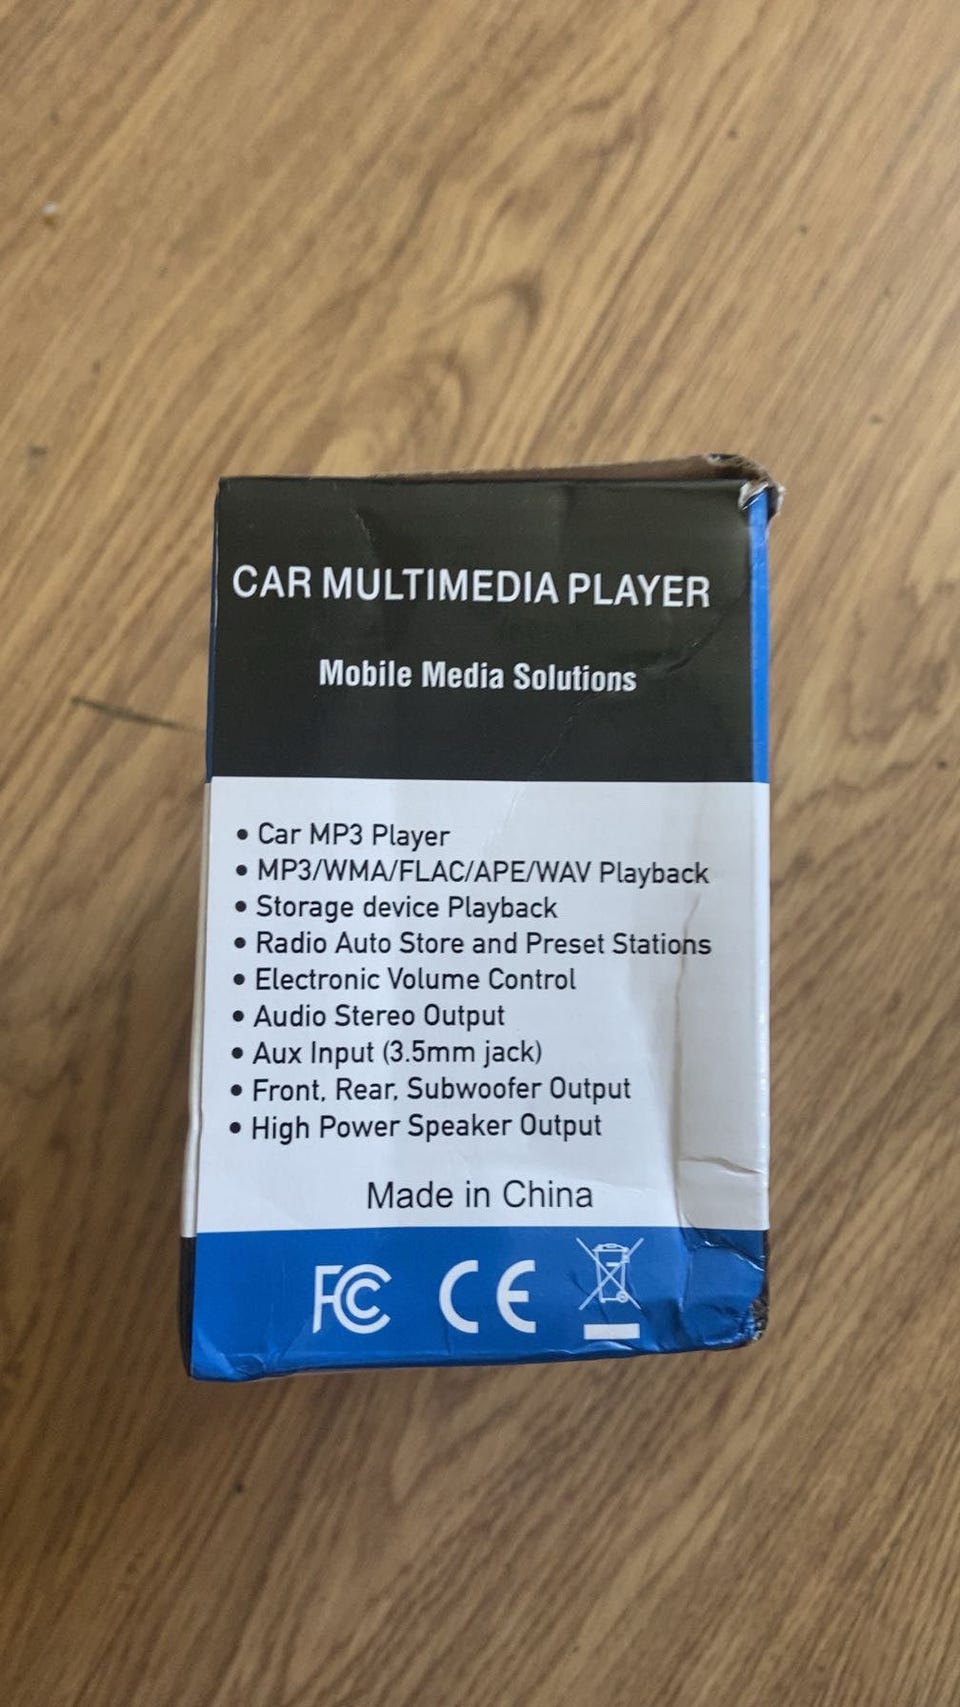 CAR MULTIMEDIA PLAYER
Mobile Media Solutions
• Car MP3 Player
• MP3/WMA/FLAC/APE/WAV Playback
• Storage device Playback
• Radio Auto Store and Preset Stations
• Electronic Volume Control
• Audio Stereo Output
• Aux Input (3.5mm jack)
• Front, Rear, Subwoofer Output
• High Power Speaker Output
Made in China
FC CE